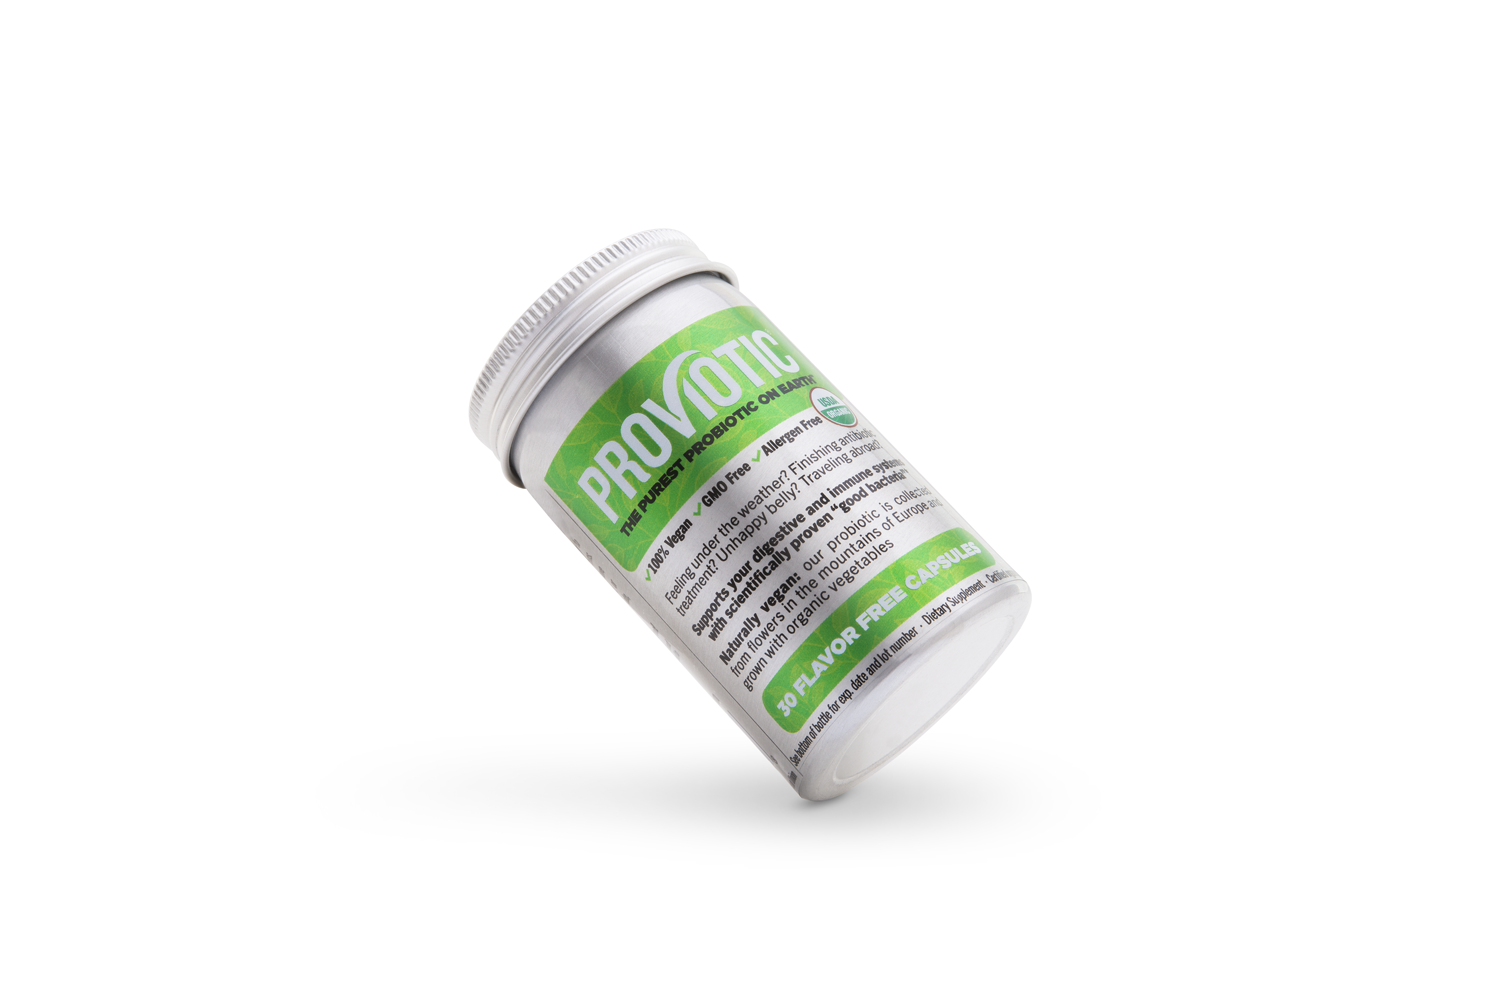 PROVIOTIC
THE PUREST PROBIOTIC ON EARTH
USDA
ORGANIC
100% Vegan GMO Free Allergen Free
Feeling under the weather? Finishing antibiotic
treatment? Unhappy belly? Traveling abroad?
Supports your digestive and immune systems
with scientifically proven “good bacteria”
Naturally vegan: our probiotic is collected
from flowers in the mountains of Europe and
grown with organic vegetables
30 FLAVOR FREE CAPSULES
See bottom of bottle for exp. date and lot number · Dietary Supplement · Certified